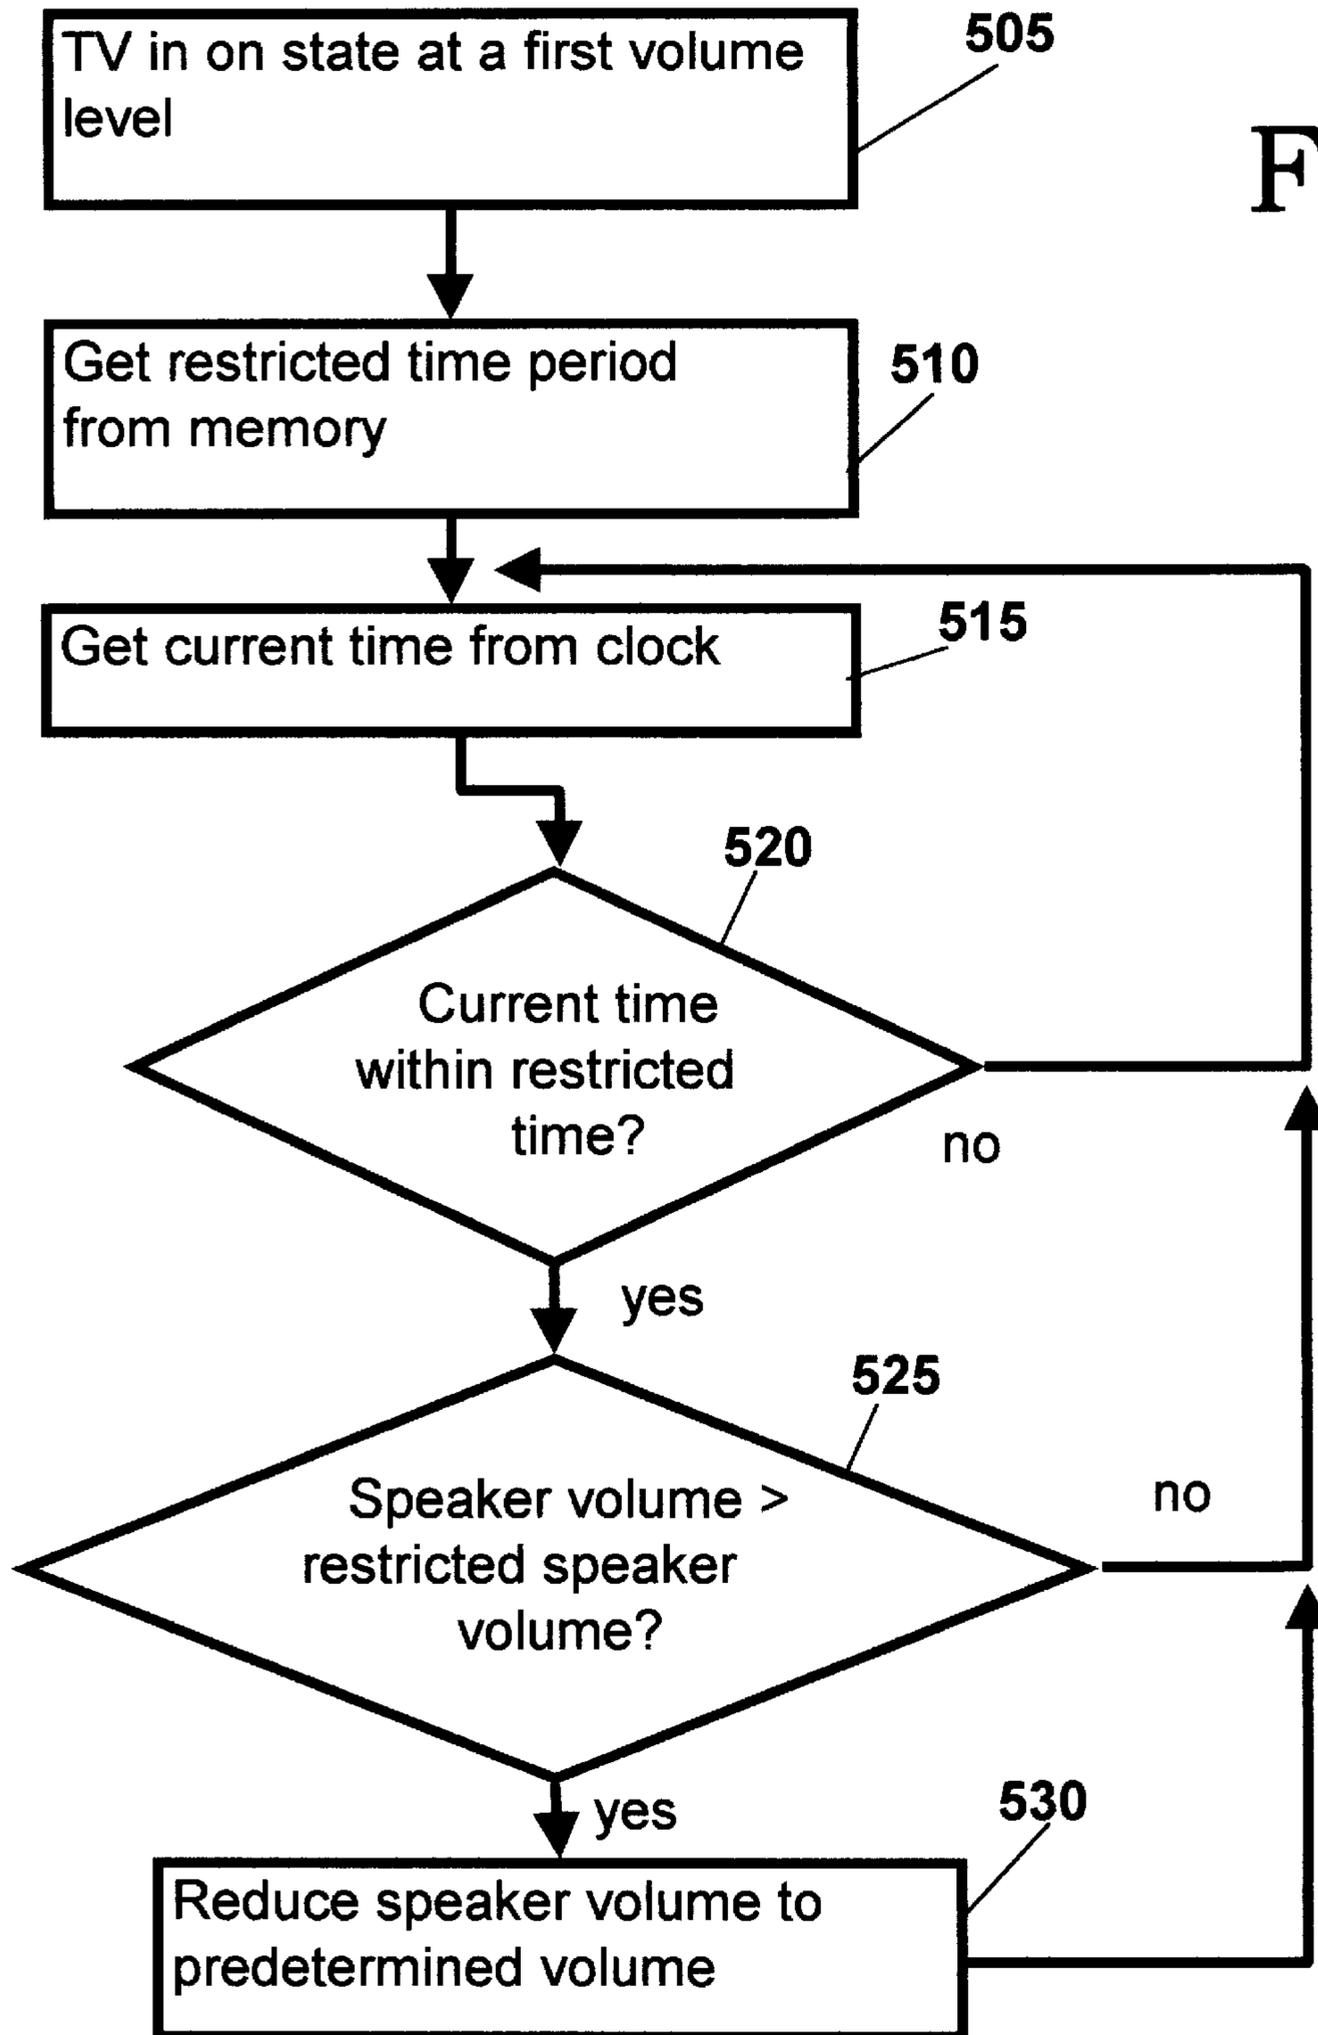 TV in on state at a first volume
level
505
F
Get restricted time period
from memory
510
Get current time from clock
515
520
Current time
within restricted
time?
no
yes
525
Speaker volume >
restricted speaker
volume?
no
yes
530
Reduce speaker volume to
predetermined volume